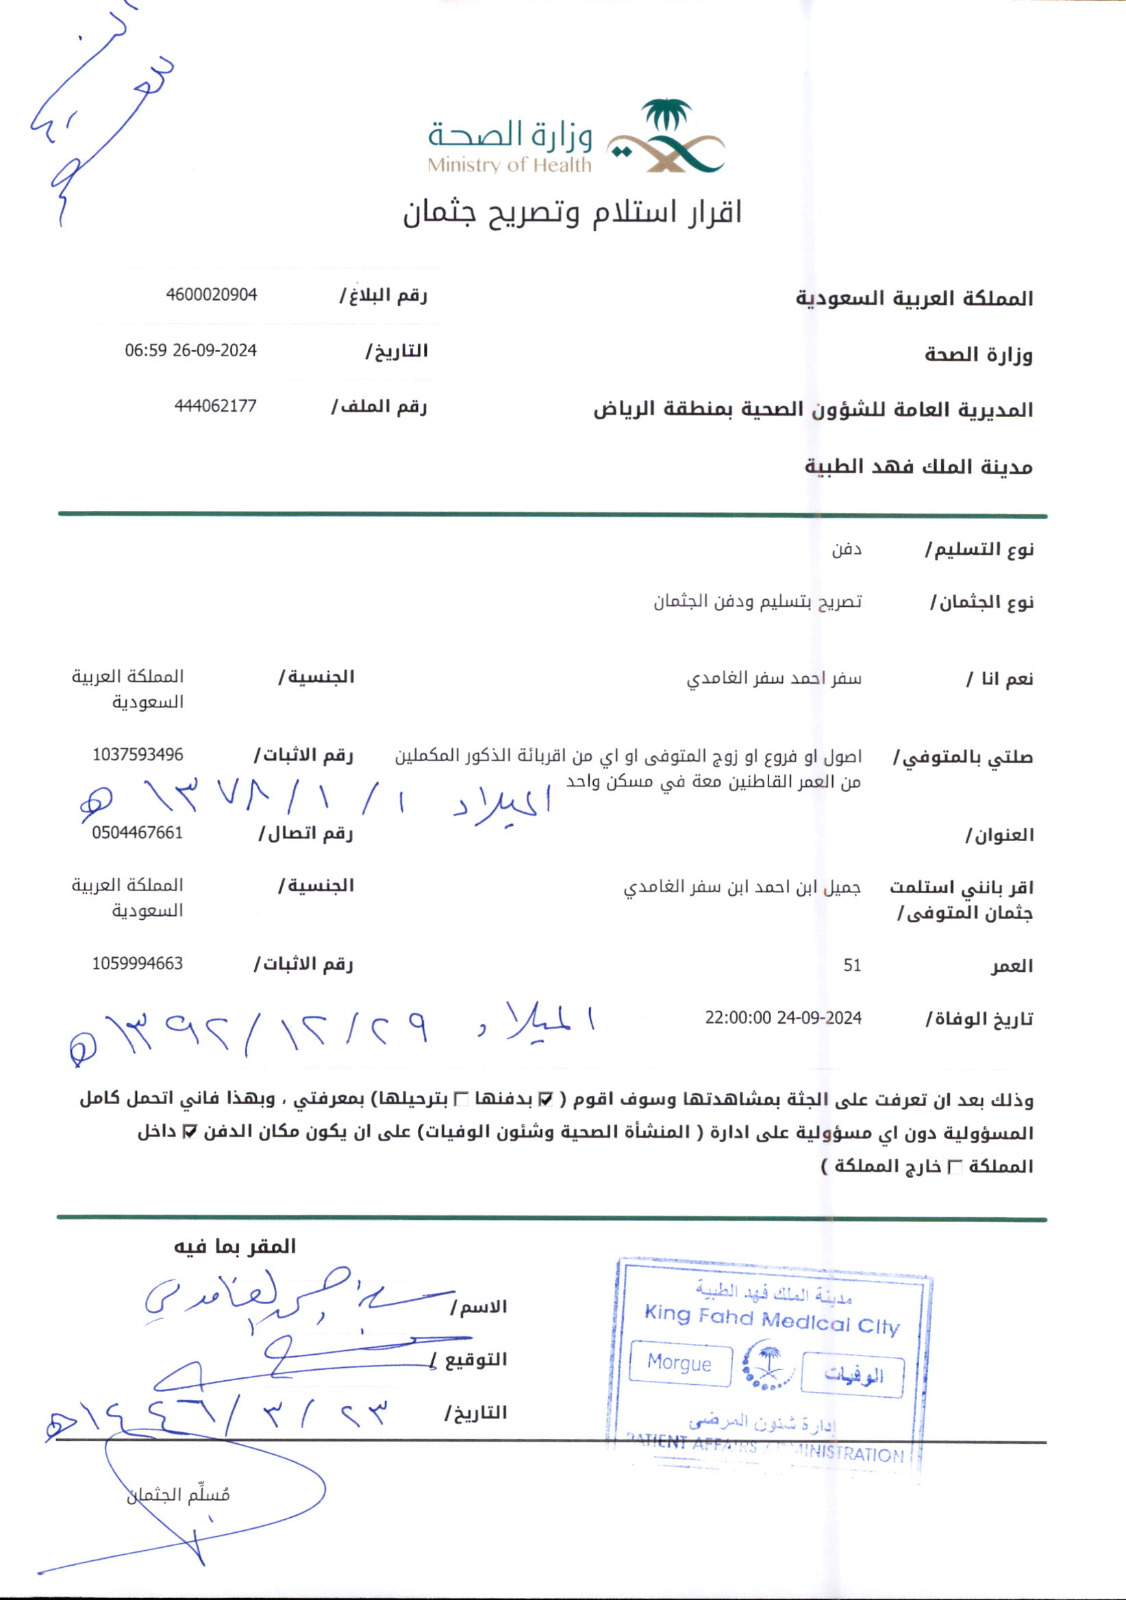 وزارة الصحة
Ministry of Health
اقرار استلام وتصريح جثمان
المملكة العربية السعودية
رقم البلاغ/ 4600020904
وزارة الصحة
التاريخ/ 06:59 26-09-2024
المديرية العامة للشؤون الصحية بمنطقة الرياض
رقم الملف/ 444062177
مدينة الملك فهد الطبية
نوع التسليم/ دفن
نوع الجثمان/ تصريح بتسليم ودفن الجثمان
نعم انا / سفر احمد سفر الغامدي
الجنسية/ المملكة العربية
السعودية
صلتي بالمتوفي/ اصول او فروع او زوج المتوفى او اي من اقربائة الذكور المكملين
من العمر القاطنين معة في مسكن واحد
رقم الاثبات/ 1037593496
الميلاد ١ / ١ / ١٣٧٨ هـ
العنوان/
رقم اتصال/ 0504467661
اقر بانني استلمت
جثمان المتوفى/
جميل ابن احمد ابن سفر الغامدي
الجنسية/ المملكة العربية
السعودية
العمر 51
رقم الاثبات/ 1059994663
تاريخ الوفاة/ 22:00:00 24-09-2024
الميلاد ٢٩ / ١٢ / ١٣٩٢ هـ
وذلك بعد ان تعرفت على الجثة بمشاهدتها وسوف اقوم ( ☑ بدفنها ☐ بترحيلها) بمعرفتي ، وبهذا فاني اتحمل كامل
المسؤولية دون اي مسؤولية على ادارة ( المنشأة الصحية وشئون الوفيات) على ان يكون مكان الدفن ☑ داخل
المملكة ☐ خارج المملكة )
المقر بما فيه
الاسم/ الغامدي
التوقيع /
التاريخ/ ٢٣ / ٣ / ١٤٤٦ هـ
مُسلِّم الجثمان
مدينة الملك فهد الطبية
King Fahd Medical City
Morgue
الوفيات
إدارة شئون المرضى
PATIENT AFFAIRS ADMINISTRATION